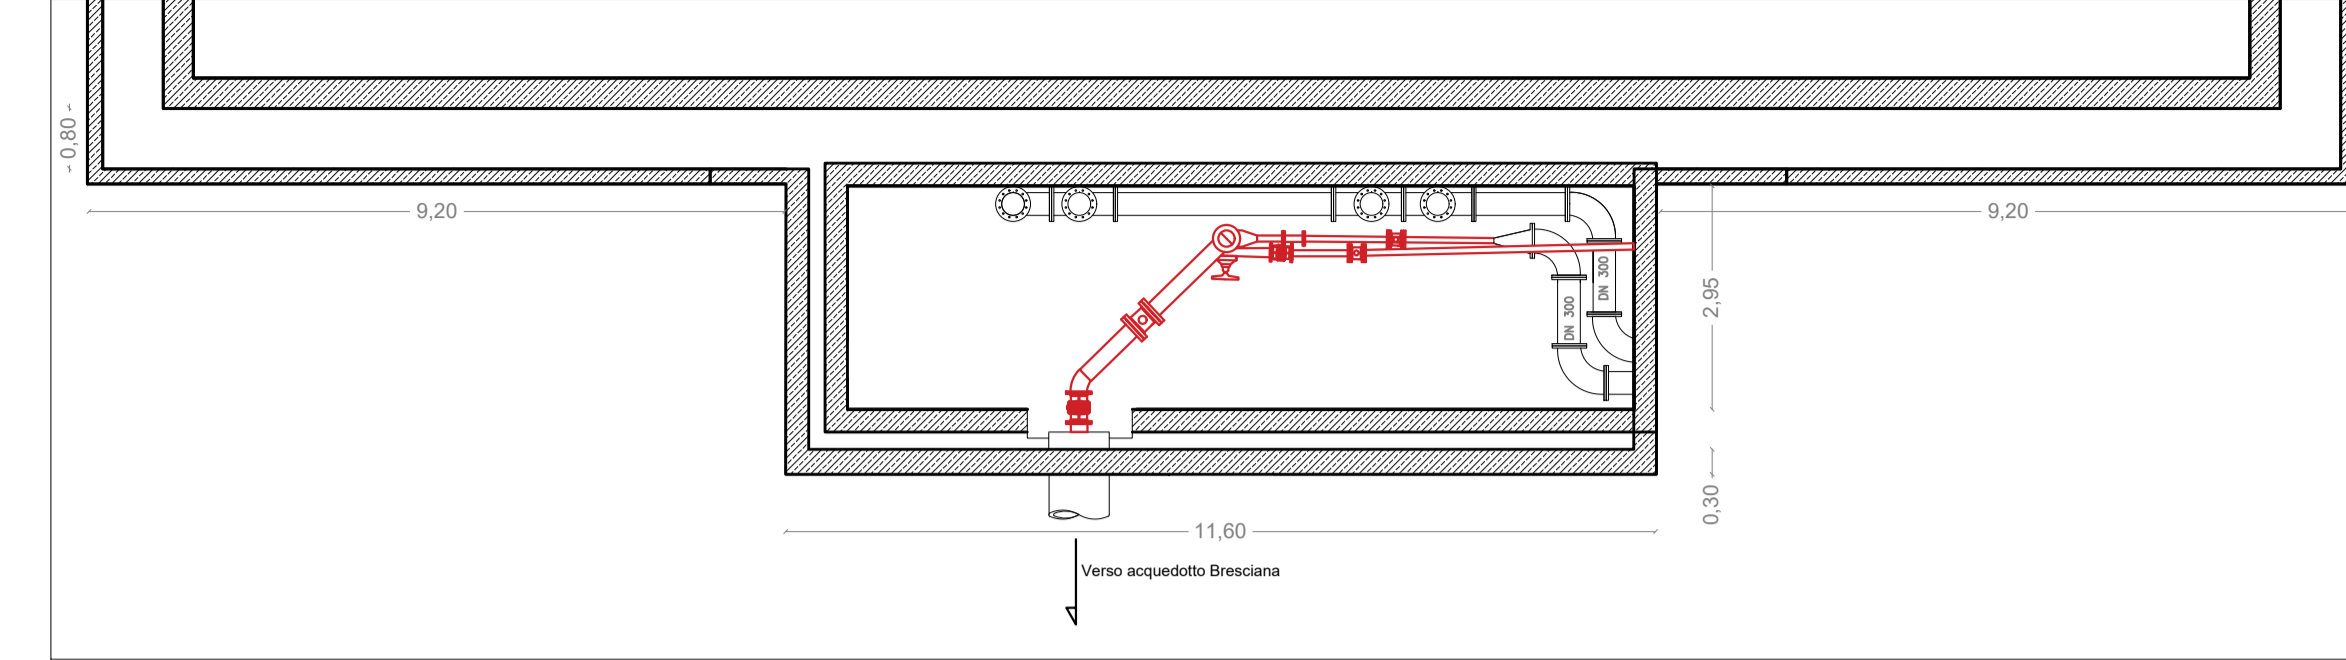 0,80
9,20
9,20
DN 300
DN 300
2,95
0,30
11,60
Verso acquedotto Bresciana